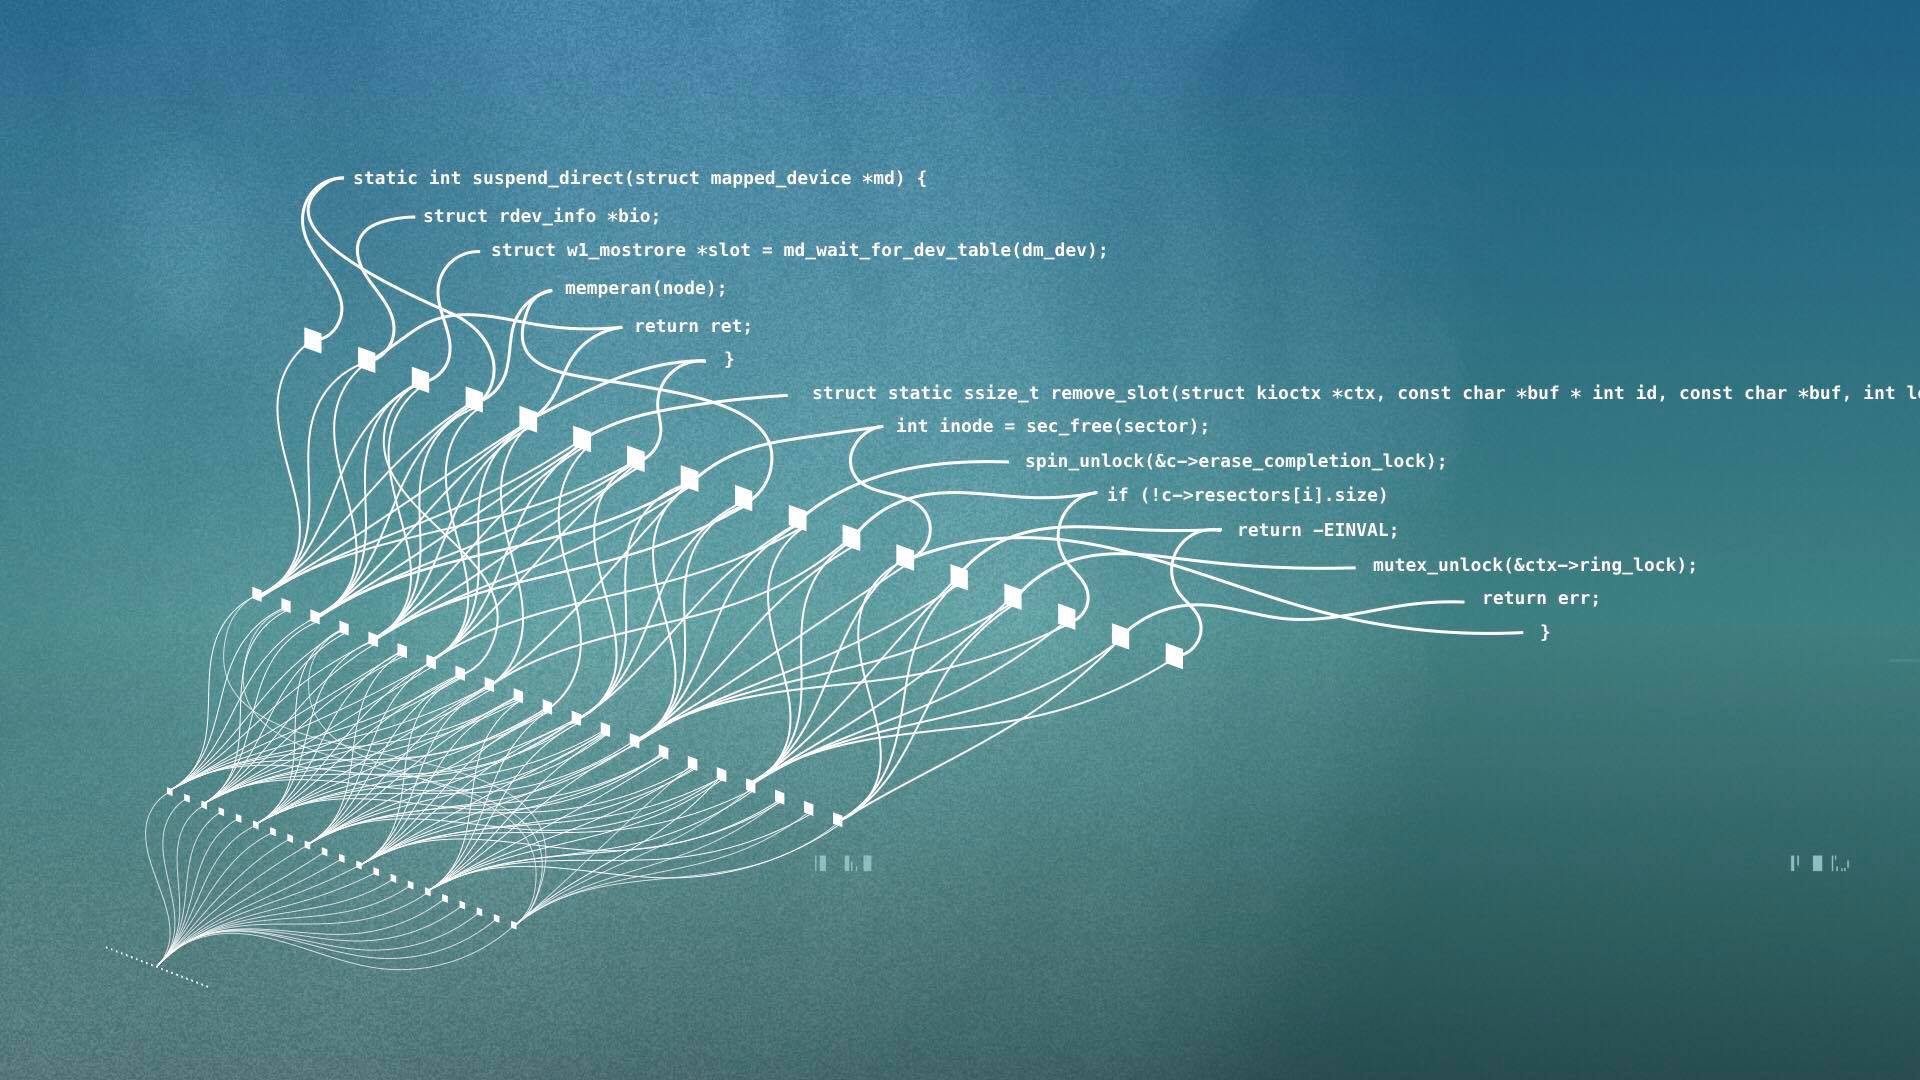 static int suspend_direct(struct mapped_device *md) {
struct rdev_info *bio;
struct w1_mostrore *slot = md_wait_for_dev_table(dm_dev);
memperan(node);
return ret;
}
struct static ssize_t remove_slot(struct kioctx *ctx, const char *buf * int id, const char *buf, int
int inode = sec_free(sector);
spin_unlock(&c->erase_completion_lock);
if (!c->resectors[i].size)
return -EINVAL;
mutex_unlock(&ctx->ring_lock);
return err;
}